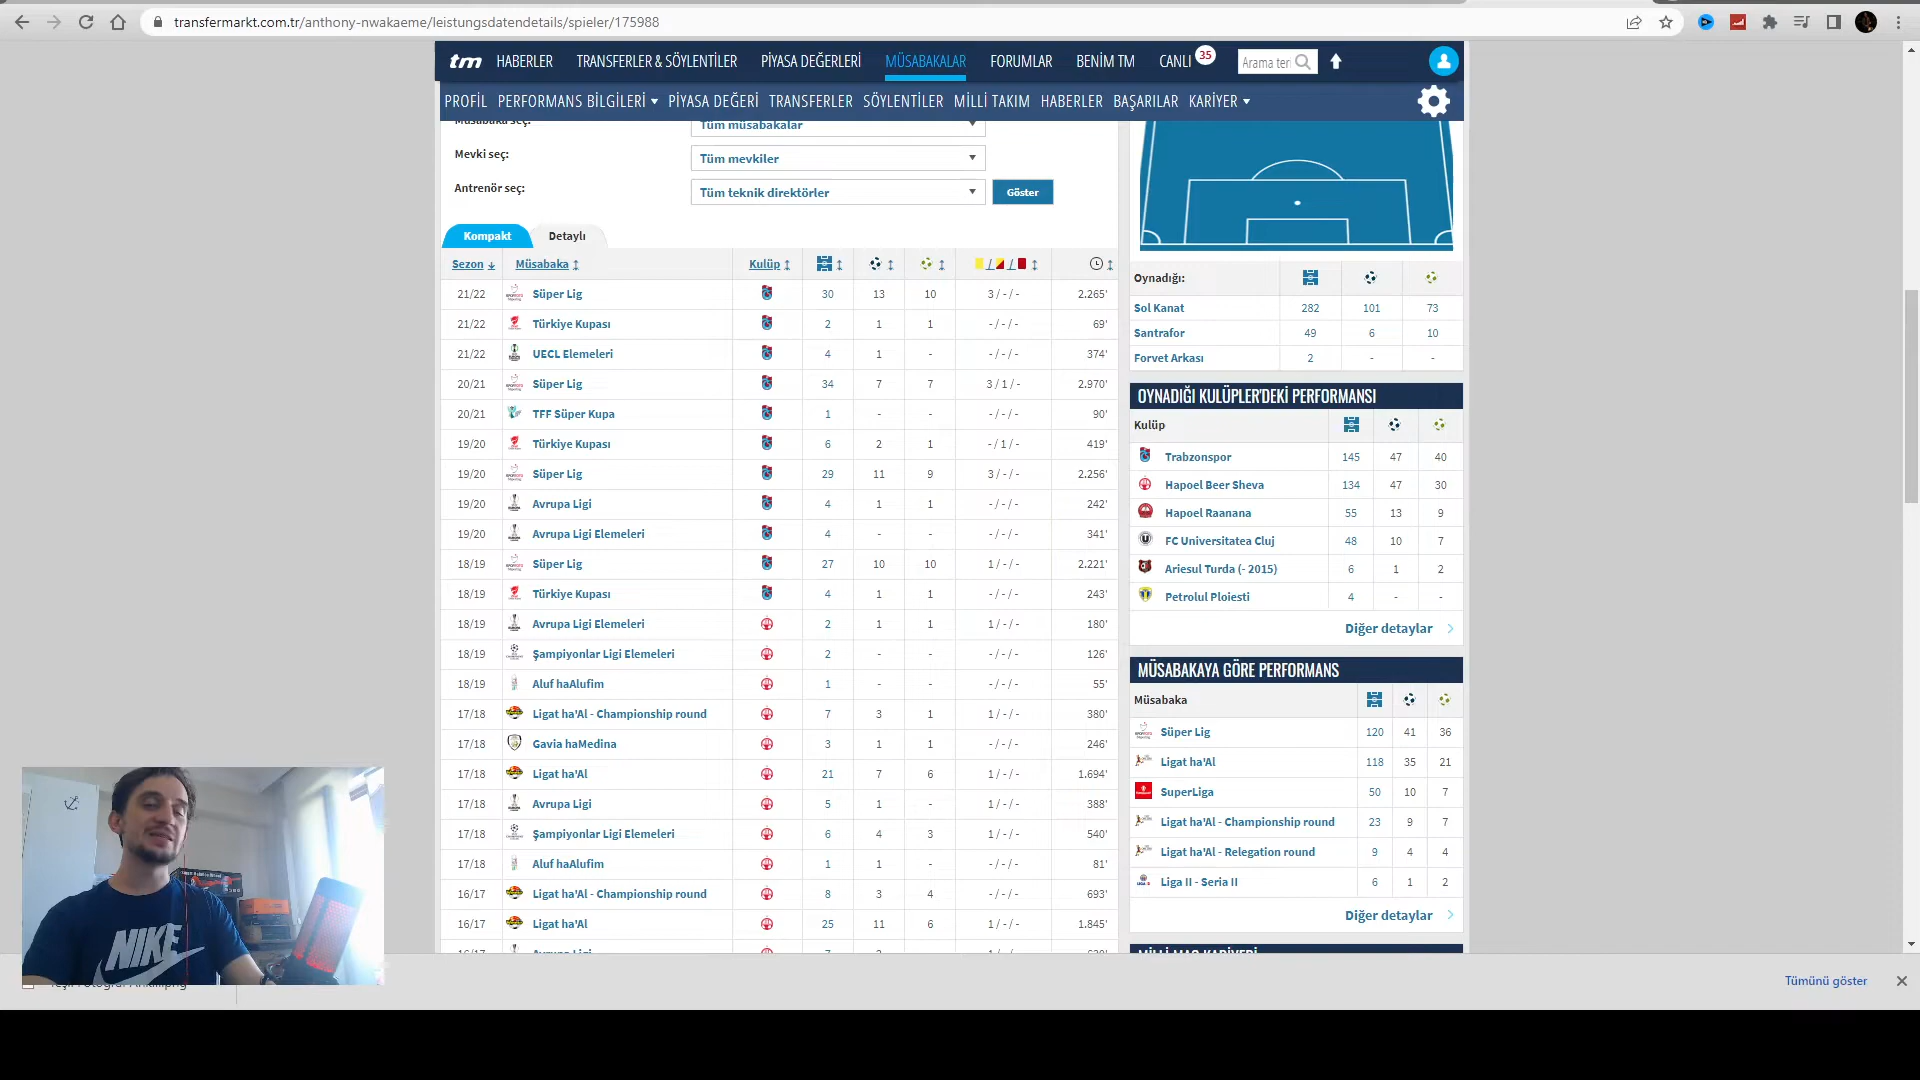 transfermarkt.com.tr/anthony-nwakaeme/leistungsdatendetails/spieler/175988
tm HABERLER TRANSFERLER & SÖYLENTİLER PİYASA DEĞERLERİ MÜSABAKALAR FORUMLAR BENİM TM CANLI 35 Arama ter
PROFİL PERFORMANS BİLGİLERİ PİYASA DEĞERİ TRANSFERLER SÖYLENTİLER MİLLİ TAKIM HABERLER BAŞARILAR KARİYER
Müsabaka seç: Tüm müsabakalar
Mevki seç: Tüm mevkiler
Antrenör seç: Tüm teknik direktörler Göster
Kompakt Detaylı
Sezon Müsabaka Kulüp / /
21/22 Süper Lig 30 13 10 3 / - / - 2.265'
21/22 Türkiye Kupası 2 1 1 - / - / - 69'
21/22 UECL Elemeleri 4 1 - - / - / - 374'
20/21 Süper Lig 34 7 7 3 / 1 / - 2.970'
20/21 TFF Süper Kupa 1 - - - / - / - 90'
19/20 Türkiye Kupası 6 2 1 - / 1 / - 419'
19/20 Süper Lig 29 11 9 3 / - / - 2.256'
19/20 Avrupa Ligi 4 1 1 - / - / - 242'
19/20 Avrupa Ligi Elemeleri 4 - - - / - / - 341'
18/19 Süper Lig 27 10 10 1 / - / - 2.221'
18/19 Türkiye Kupası 4 1 1 - / - / - 243'
18/19 Avrupa Ligi Elemeleri 2 1 1 1 / - / - 180'
18/19 Şampiyonlar Ligi Elemeleri 2 - - - / - / - 126'
18/19 Aluf haAlufim 1 - - - / - / - 55'
17/18 Ligat ha'Al - Championship round 7 3 1 1 / - / - 380'
17/18 Gavia haMedina 3 1 1 - / - / - 246'
17/18 Ligat ha'Al 21 7 6 1 / - / - 1.694'
17/18 Avrupa Ligi 5 1 - 1 / - / - 388'
17/18 Şampiyonlar Ligi Elemeleri 6 4 3 1 / - / - 540'
17/18 Aluf haAlufim 1 1 - - / - / - 81'
16/17 Ligat ha'Al - Championship round 8 3 4 - / - / - 693'
16/17 Ligat ha'Al 25 11 6 1 / - / - 1.845'
Oynadığı:
Sol Kanat 282 101 73
Santrafor 49 6 10
Forvet Arkası 2 - -
OYNADIĞI KULÜPLER'DEKİ PERFORMANSI
Kulüp
Trabzonspor 145 47 40
Hapoel Beer Sheva 134 47 30
Hapoel Raanana 55 13 9
FC Universitatea Cluj 48 10 7
Ariesul Turda (- 2015) 6 1 2
Petrolul Ploiesti 4 - -
Diğer detaylar
MÜSABAKAYA GÖRE PERFORMANS
Müsabaka
Süper Lig 120 41 36
Ligat ha'Al 118 35 21
SuperLiga 50 10 7
Ligat ha'Al - Championship round 23 9 7
Ligat ha'Al - Relegation round 9 4 4
Liga II - Seria II 6 1 2
Diğer detaylar
NIKE
Tümünü göster